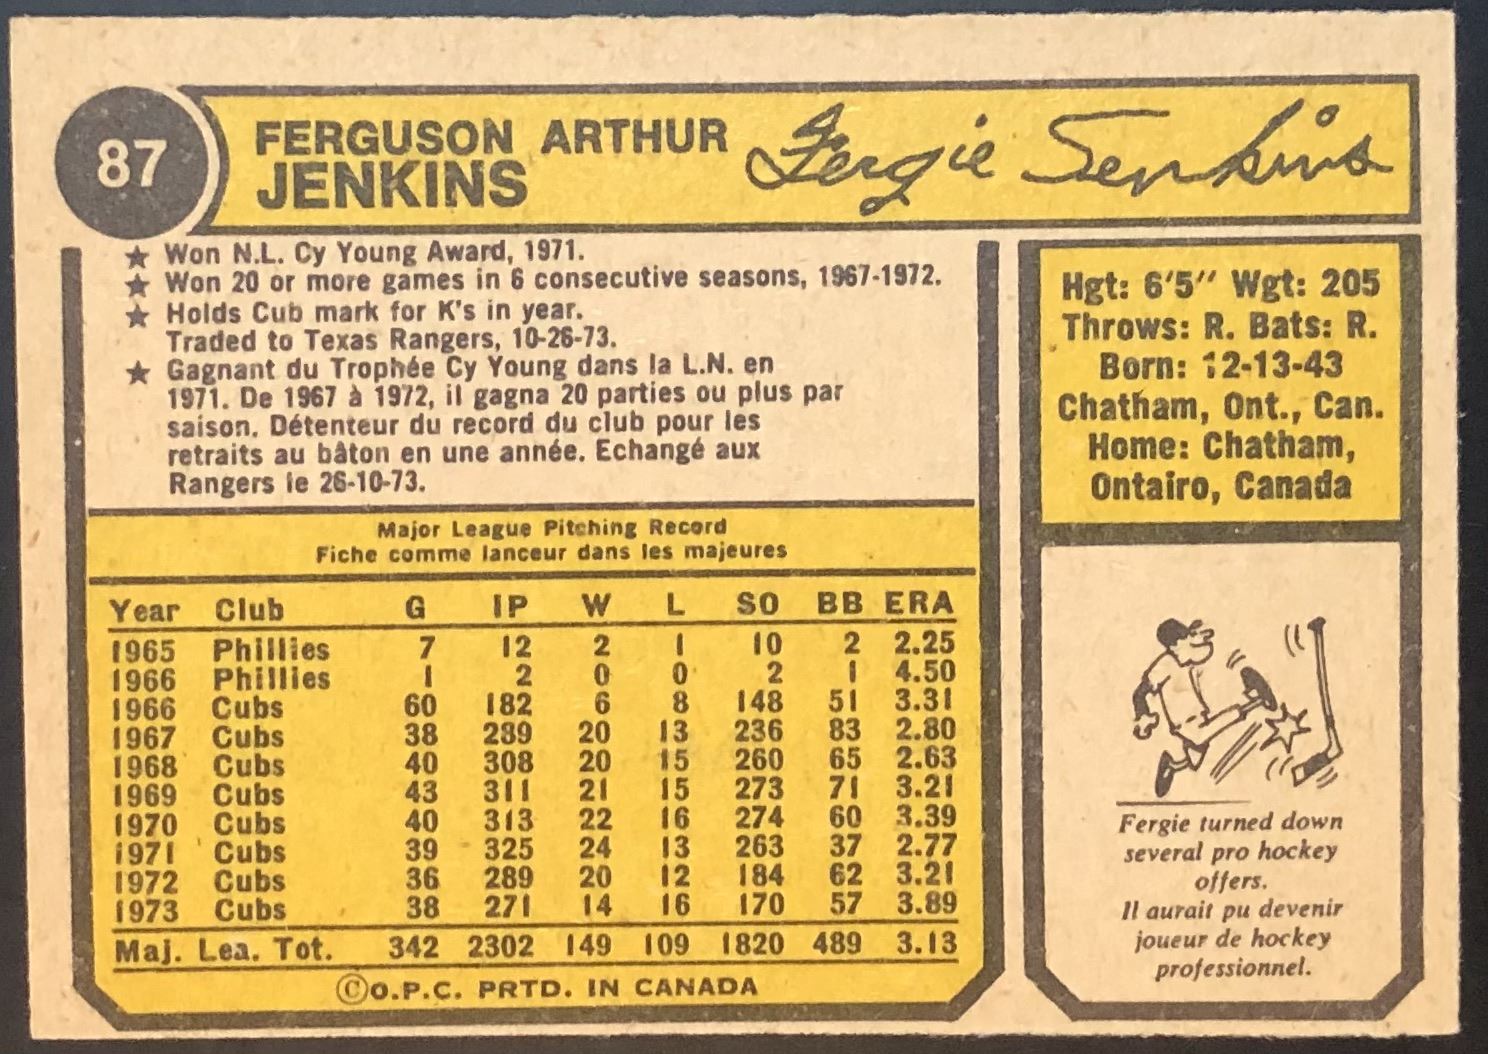 87
FERGUSON ARTHUR
JENKINS
Fergie Jenkins
★ Won N.L. Cy Young Award, 1971.
★ Won 20 or more games in 6 consecutive seasons, 1967-1972.
★ Holds Cub mark for K's in year.
Traded to Texas Rangers, 10-26-73.
★ Gagnant du Trophée Cy Young dans la L.N. en
1971. De 1967 à 1972, il gagna 20 parties ou plus par
saison. Détenteur du record du club pour les
retraits au bâton en une année. Echangé aux
Rangers le 26-10-73.
Hgt: 6'5" Wgt: 205
Throws: R. Bats: R.
Born: 12-13-43
Chatham, Ont., Can.
Home: Chatham,
Ontairo, Canada
Major League Pitching Record
Fiche comme lanceur dans les majeures
Year Club G IP W L SO BB ERA
1965 Phillies 7 12 2 1 10 2 2.25
1966 Phillies 1 2 0 0 2 1 4.50
1966 Cubs 60 182 6 8 148 51 3.31
1967 Cubs 38 289 20 13 236 83 2.80
1968 Cubs 40 308 20 15 260 65 2.63
1969 Cubs 43 311 21 15 273 71 3.21
1970 Cubs 40 313 22 16 274 60 3.39
1971 Cubs 39 325 24 13 263 37 2.77
1972 Cubs 36 289 20 12 184 62 3.21
1973 Cubs 38 271 14 16 170 57 3.89
Maj. Lea. Tot. 342 2302 149 109 1820 489 3.13
©O.P.C. PRTD. IN CANADA
Fergie turned down
several pro hockey
offers.
Il aurait pu devenir
joueur de hockey
professionnel.